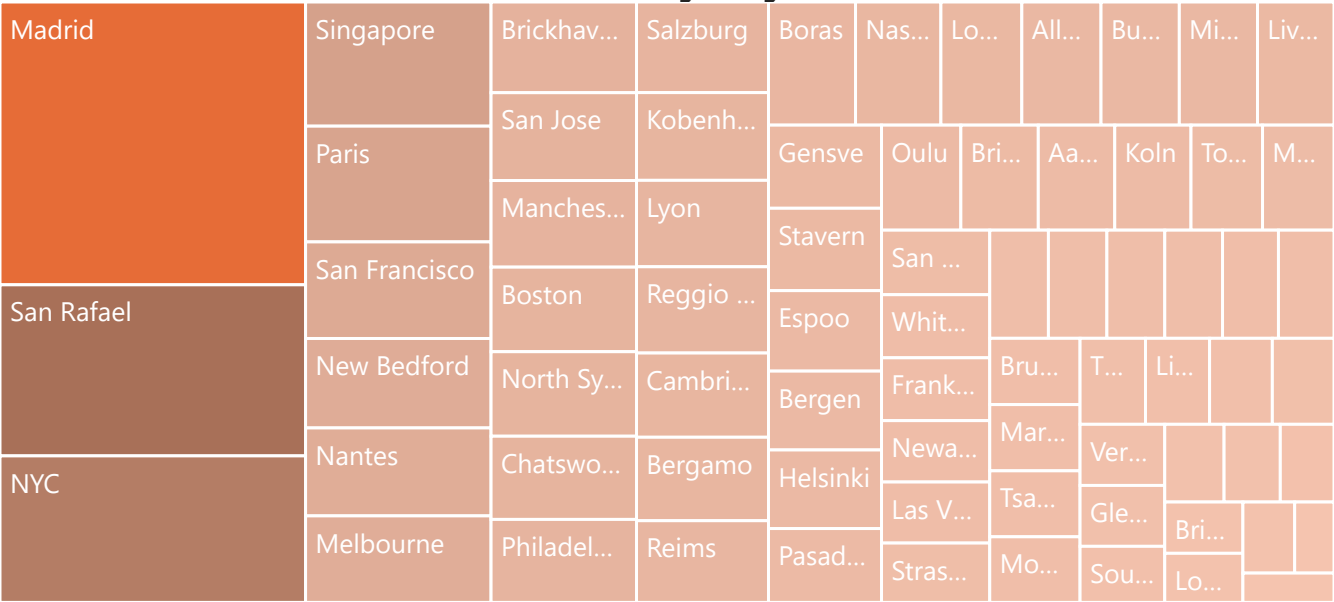 Madrid
San Rafael
NYC
Singapore
Paris
San Francisco
New Bedford
Nantes
Melbourne
Brickhav...
San Jose
Manches...
Boston
North Sy...
Chatswo...
Philadel...
Salzburg
Kobenh...
Lyon
Reggio ...
Cambri...
Bergamo
Reims
Boras
Nas...
Lo...
All...
Bu...
Mi...
Liv...
Gensve
Stavern
Espoo
Bergen
Helsinki
Pasad...
Oulu
Bri...
Aa...
Koln
To...
M...
San ...
Whit...
Frank...
Newa...
Las V...
Stras...
Bru...
Mar...
Tsa...
Mo...
T...
Li...
Ver...
Gle...
Sou...
Bri...
Lo...